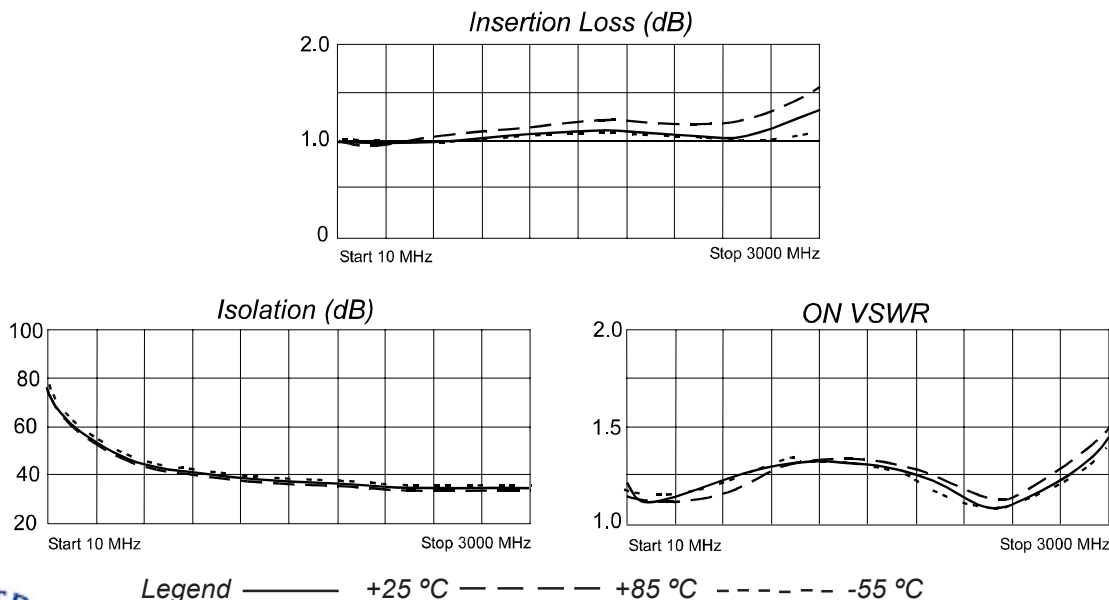 Insertion Loss (dB)
2.0
1.0
0
Start 10 MHz Stop 3000 MHz
Isolation (dB)
100
80
60
40
20
Start 10 MHz Stop 3000 MHz
ON VSWR
2.0
1.5
1.0
Start 10 MHz Stop 3000 MHz
Legend +25 ºC +85 ºC -55 ºC